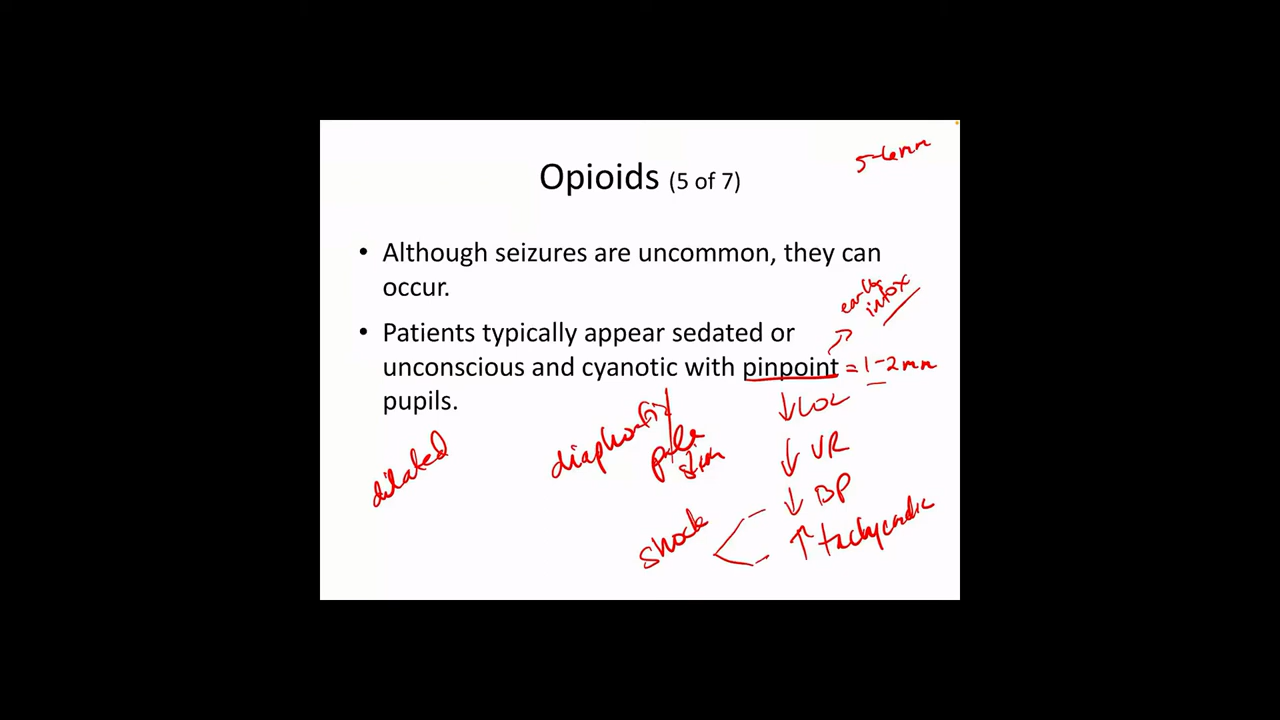 5-6mm
Opioids (5 of 7)
• Although seizures are uncommon, they can
occur.
early
intox
• Patients typically appear sedated or
unconscious and cyanotic with pinpoint = 1-2mm
pupils.
↓ LOC
diaphoretic
pale
skin
dilated
↓ VR
↓ BP
shock
↑ tachycardic